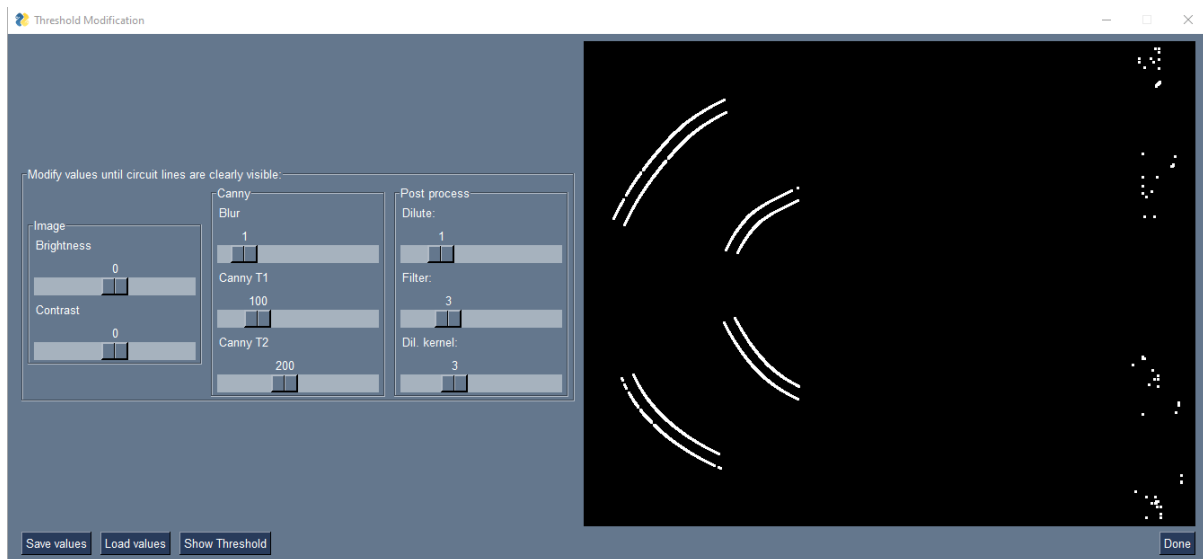 Threshold Modification
Modify values until circuit lines are clearly visible:
Image
Brightness
0
Contrast
0
Canny
Blur
1
Canny T1
100
Canny T2
200
Post process
Dilute:
1
Filter:
3
Dil. kernel:
3
Save values Load values Show Threshold Done